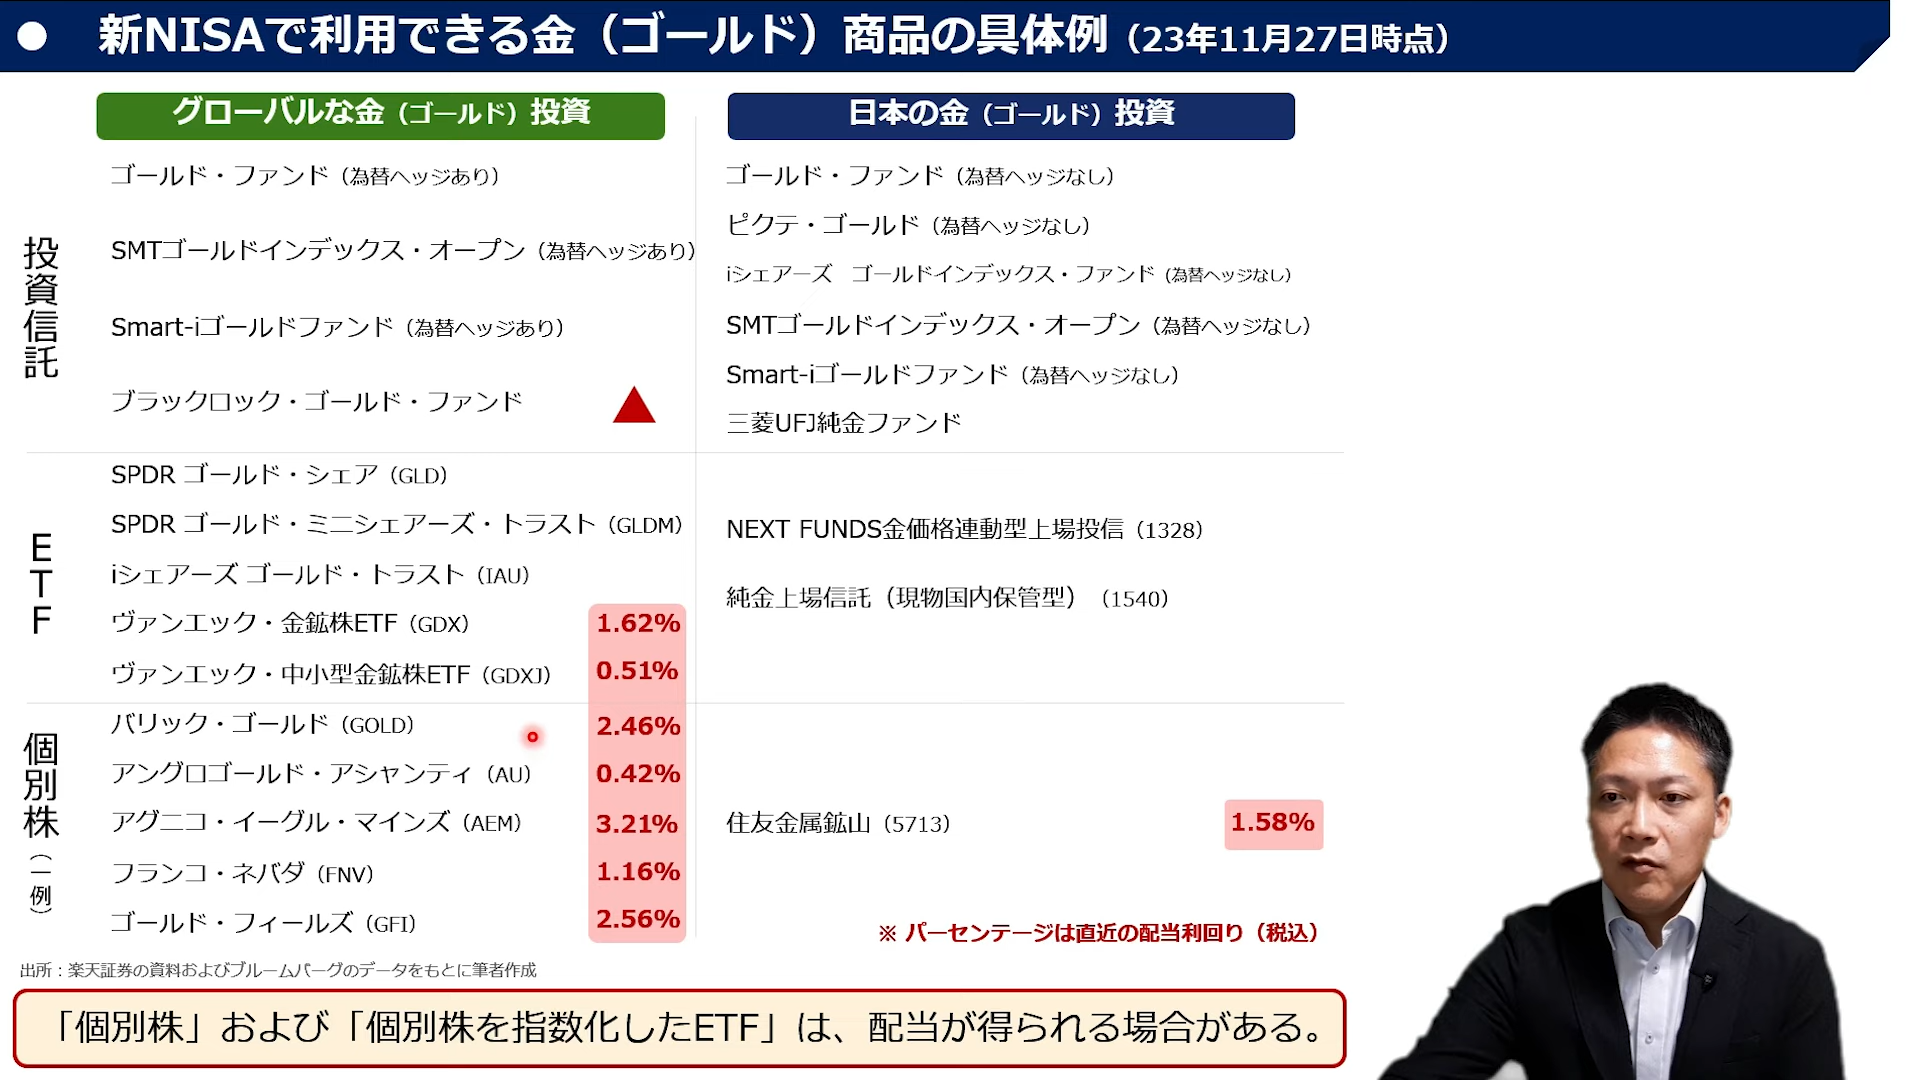 新NISAで利用できる金（ゴールド）商品の具体例（23年11月27日時点）
グローバルな金（ゴールド）投資
投資信託
ゴールド・ファンド（為替ヘッジあり）
SMTゴールドインデックス・オープン（為替ヘッジあり）
Smart-iゴールドファンド（為替ヘッジあり）
ブラックロック・ゴールド・ファンド
ETF
SPDR ゴールド・シェア（GLD）
SPDR ゴールド・ミニシェアーズ・トラスト（GLDM）
iシェアーズ ゴールド・トラスト（IAU）
ヴァンエック・金鉱株ETF（GDX） 1.62%
ヴァンエック・中小型金鉱株ETF（GDXJ） 0.51%
個別株（一例）
バリック・ゴールド（GOLD） 2.46%
アングロゴールド・アシャンティ（AU） 0.42%
アグニコ・イーグル・マインズ（AEM） 3.21%
フランコ・ネバダ（FNV） 1.16%
ゴールド・フィールズ（GFI） 2.56%
日本の金（ゴールド）投資
ゴールド・ファンド（為替ヘッジなし）
ピクテ・ゴールド（為替ヘッジなし）
iシェアーズ ゴールドインデックス・ファンド（為替ヘッジなし）
SMTゴールドインデックス・オープン（為替ヘッジなし）
Smart-iゴールドファンド（為替ヘッジなし）
三菱UFJ純金ファンド
NEXT FUNDS金価格連動型上場投信（1328）
純金上場信託（現物国内保管型）（1540）
住友金属鉱山（5713） 1.58%
※ パーセンテージは直近の配当利回り（税込）
出所：楽天証券の資料およびブルームバーグのデータをもとに筆者作成
「個別株」および「個別株を指数化したETF」は、配当が得られる場合がある。